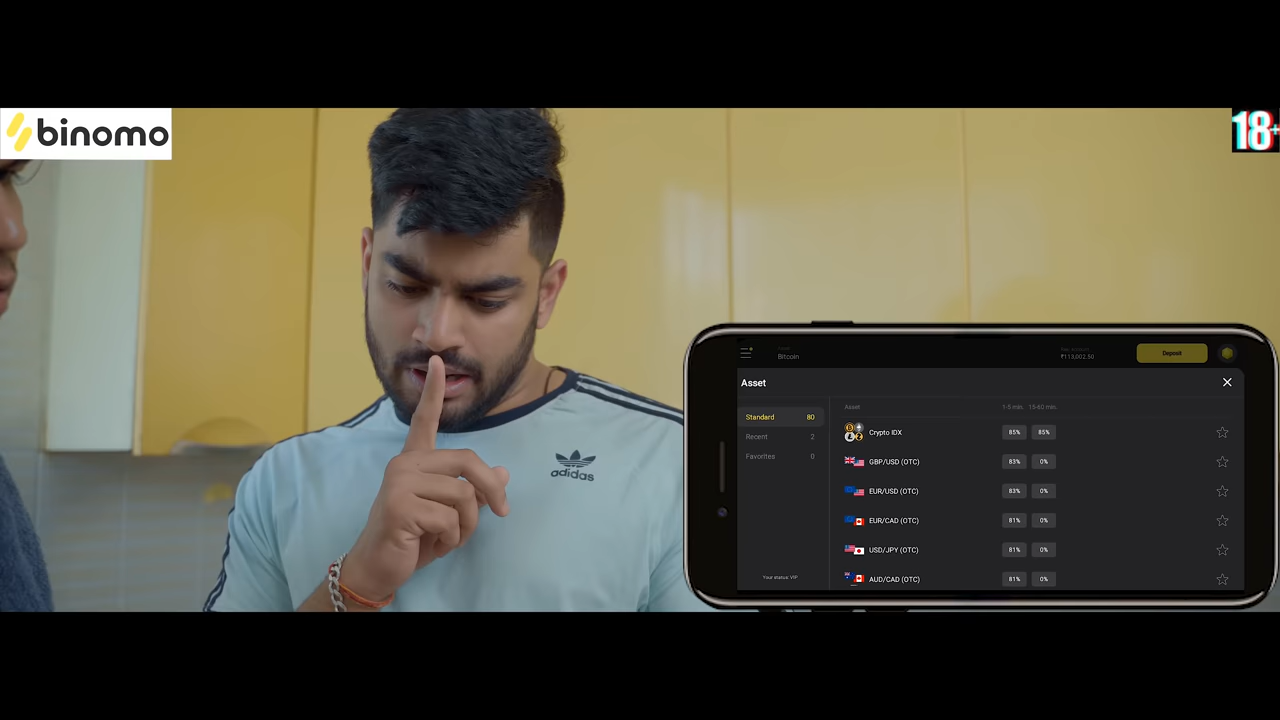 binomo
18+
Bitcoin
₹113,002.50
Deposit
Asset
Standard 80
Recent 2
Favorites 0
Your status: VIP
Asset 1-5 min. 15-60 min.
Crypto IDX 85% 85%
GBP/USD (OTC) 83% 0%
EUR/USD (OTC) 83% 0%
EUR/CAD (OTC) 81% 0%
USD/JPY (OTC) 81% 0%
AUD/CAD (OTC) 81% 0%
adidas